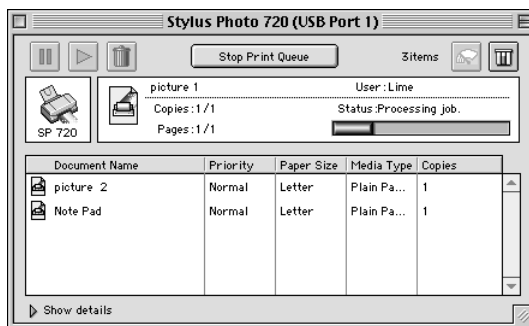 Stylus Photo 720 (USB Port 1)
Stop Print Queue 3items
picture 1 User:Lime
Copies:1/1 Status:Processing job.
SP 720 Pages:1/1
Document Name Priority Paper Size Media Type Copies
picture 2 Normal Letter Plain Pa... 1
Note Pad Normal Letter Plain Pa... 1
Show details